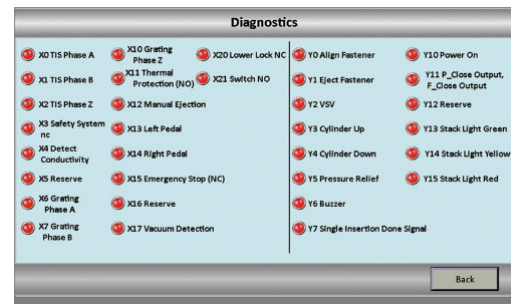 Diagnostics
X0 TIS Phase A
X1 TIS Phase B
X2 TIS Phase Z
X3 Safety System
nc
X4 Detect
Conductivity
X5 Reserve
X6 Grating
Phase A
X7 Grating
Phase B
X10 Grating
Phase Z
X11 Thermal
Protection (NO)
X12 Manual Ejection
X13 Left Pedal
X14 Right Pedal
X15 Emergency Stop (NC)
X16 Reserve
X17 Vacuum Detection
X20 Lower Lock NC
X21 Switch NO
Y0 Align Fastener
Y1 Eject Fastener
Y2 VSV
Y3 Cylinder Up
Y4 Cylinder Down
Y5 Pressure Relief
Y6 Buzzer
Y7 Single Insertion Done Signal
Y10 Power On
Y11 P_Close Output,
F_Close Output
Y12 Reserve
Y13 Stack Light Green
Y14 Stack Light Yellow
Y15 Stack Light Red
Back